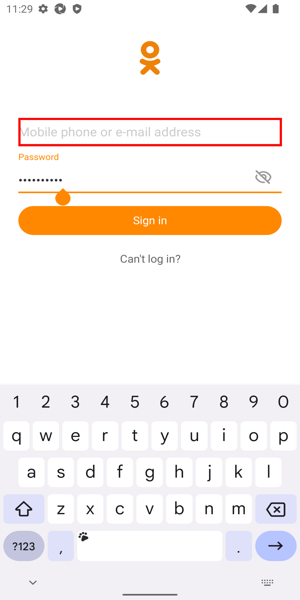 11:29
Mobile phone or e-mail address
Password
••••••••••
Sign in
Can't log in?
1 2 3 4 5 6 7 8 9 0
q w e r t y u i o p
a s d f g h j k l
z x c v b n m
?123 , .